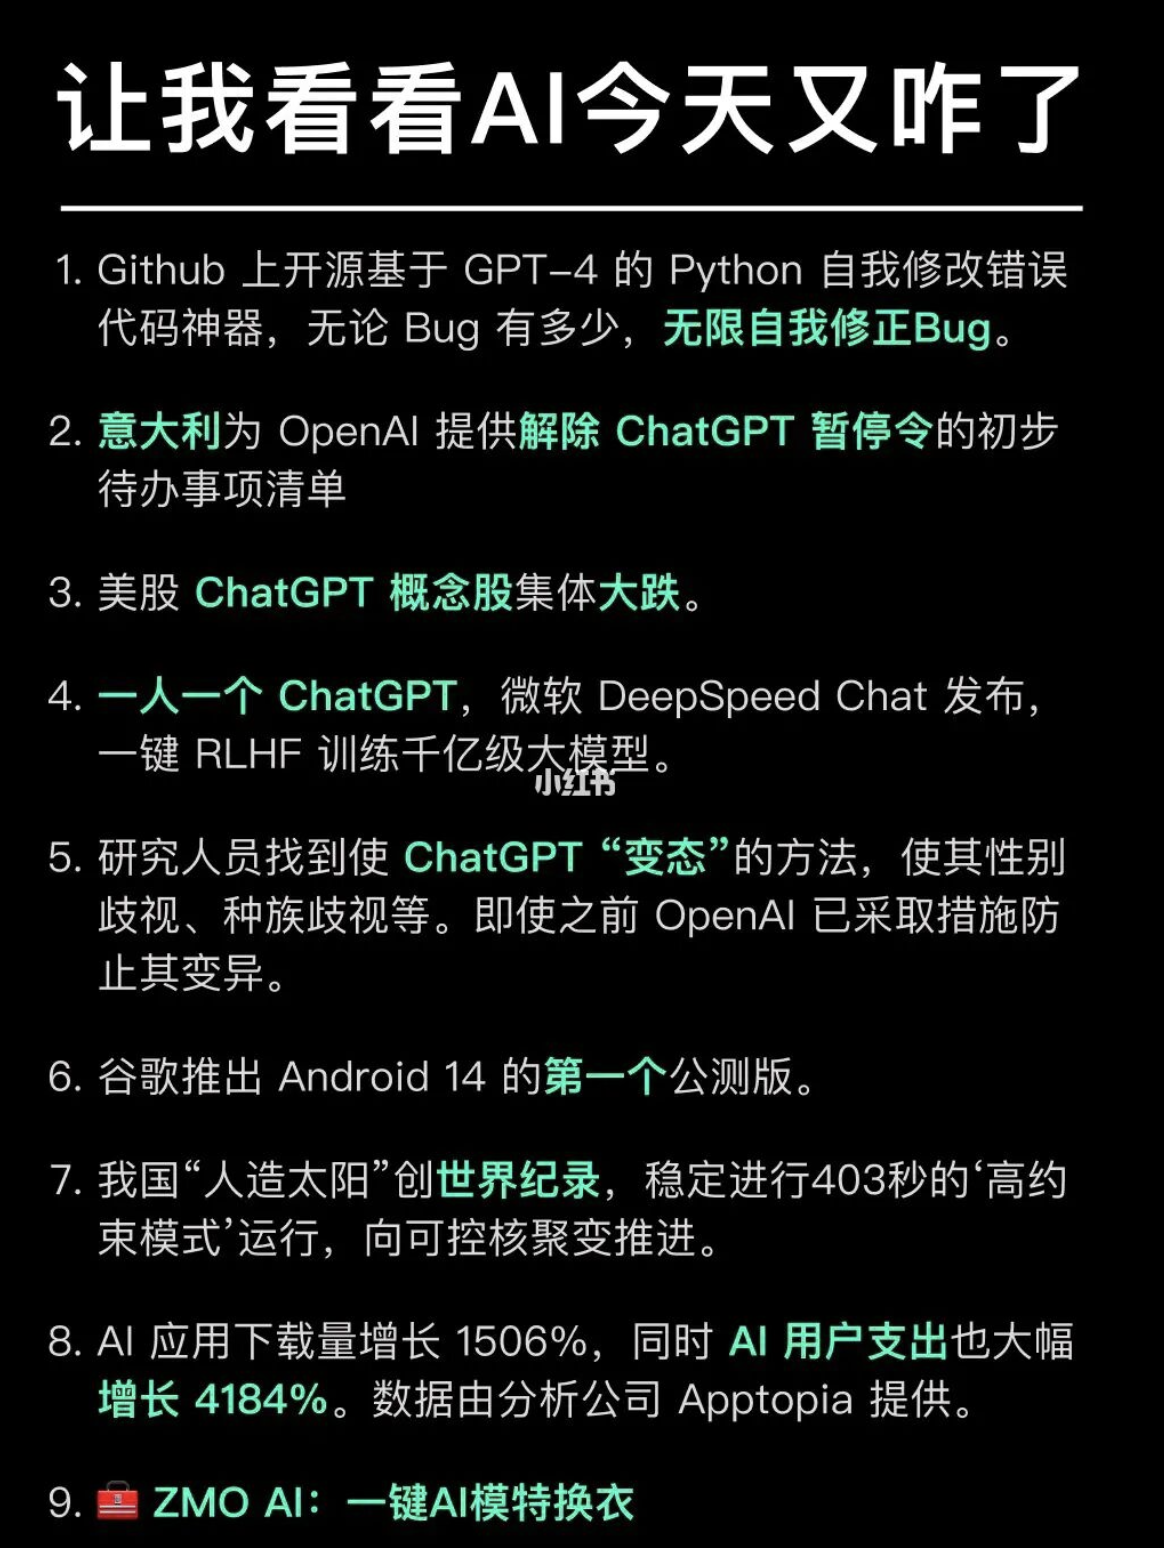 让我看看AI今天又咋了
1. Github 上开源基于 GPT-4 的 Python 自我修改错误
代码神器，无论 Bug 有多少，无限自我修正Bug。
2. 意大利为 OpenAI 提供解除 ChatGPT 暂停令的初步
待办事项清单
3. 美股 ChatGPT 概念股集体大跌。
4. 一人一个 ChatGPT，微软 DeepSpeed Chat 发布，
一键 RLHF 训练千亿级大模型。
小红书
5. 研究人员找到使 ChatGPT “变态”的方法，使其性别
歧视、种族歧视等。即使之前 OpenAI 已采取措施防
止其变异。
6. 谷歌推出 Android 14 的第一个公测版。
7. 我国“人造太阳”创世界纪录，稳定进行403秒的‘高约
束模式’运行，向可控核聚变推进。
8. AI 应用下载量增长 1506%，同时 AI 用户支出也大幅
增长 4184%。数据由分析公司 Apptopia 提供。
9. 🧰 ZMO AI：一键AI模特换衣